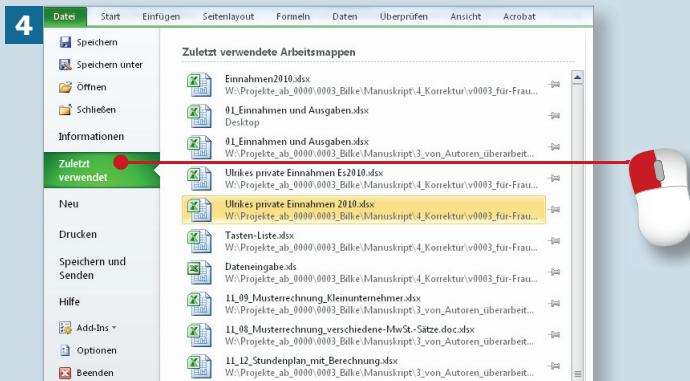 4
Datei Start Einfügen Seitenlayout Formeln Daten Überprüfen Ansicht Acrobat
Speichern
Speichern unter
Öffnen
Schließen
Informationen
Zuletzt
verwendet
Neu
Drucken
Speichern und
Senden
Hilfe
Add-Ins
Optionen
Beenden
Zuletzt verwendete Arbeitsmappen
Einnahmen2010.xlsx
W:\Projekte_ab_0000\0003_Bilke\Manuskript\4_Korrektur\v0003_für-Frau...
01_Einnahmen und Ausgaben.xlsx
Desktop
01_Einnahmen und Ausgaben.xlsx
W:\Projekte_ab_0000\0003_Bilke\Manuskript\3_von_Autoren_überarbeit...
Ulrikes private Einnahmen Es2010.xlsx
W:\Projekte_ab_0000\0003_Bilke\Manuskript\4_Korrektur\v0003_für-Frau...
Ulrikes private Einnahmen 2010.xlsx
W:\Projekte_ab_0000\0003_Bilke\Manuskript\4_Korrektur\v0003_für-Frau...
Tasten-Liste.xlsx
W:\Projekte_ab_0000\0003_Bilke\Manuskript\4_Korrektur\v0003_für-Frau...
Dateneingabe.xls
W:\Projekte_ab_0000\0003_Bilke\Manuskript\4_Korrektur\v0003_für-Frau...
11_09_Musterrechnung_Kleinunternehmer.xlsx
W:\Projekte_ab_0000\0003_Bilke\Manuskript\3_von_Autoren_überarbeit...
11_08_Musterrechnung_verschiedene-MwSt.-Sätze.doc.xlsx
W:\Projekte_ab_0000\0003_Bilke\Manuskript\3_von_Autoren_überarbeit...
11_12_Stundenplan_mit_Berechnung.xlsx
W:\Projekte_ab_0000\0003_Bilke\Manuskript\3_von_Autoren_überarbeit...